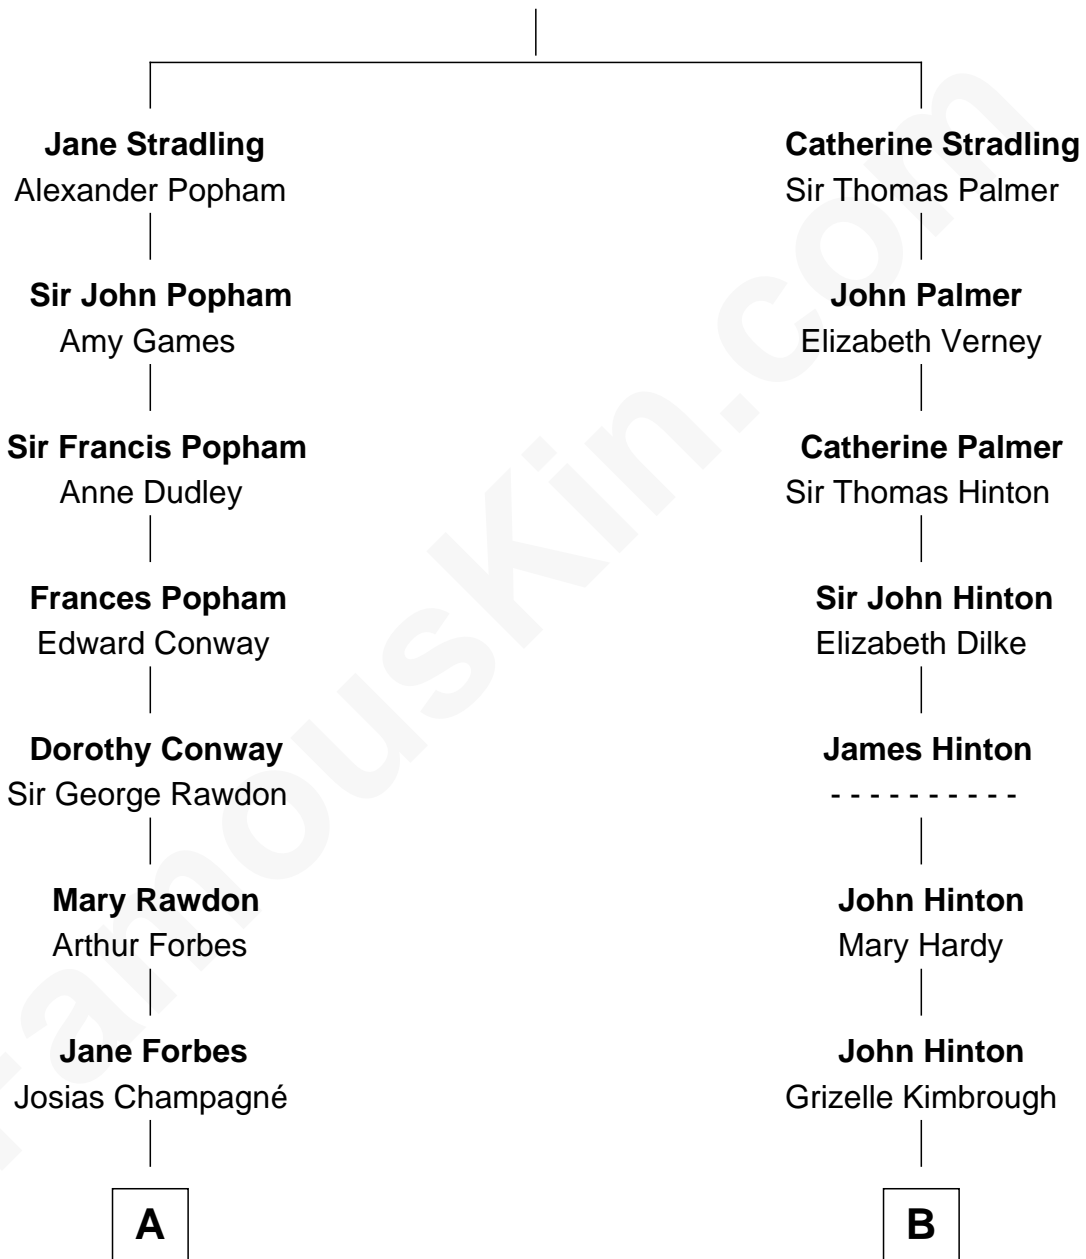 Jane Stradling
Alexander Popham
Catherine Stradling
Sir Thomas Palmer
Sir John Popham
Amy Games
John Palmer
Elizabeth Verney
Sir Francis Popham
Anne Dudley
Catherine Palmer
Sir Thomas Hinton
Frances Popham
Edward Conway
Sir John Hinton
Elizabeth Dilke
Dorothy Conway
Sir George Rawdon
James Hinton
- - - - - - - - - -
Mary Rawdon
Arthur Forbes
John Hinton
Mary Hardy
Jane Forbes
Josias Champagné
John Hinton
Grizelle Kimbrough
A
B
FamousKin.com